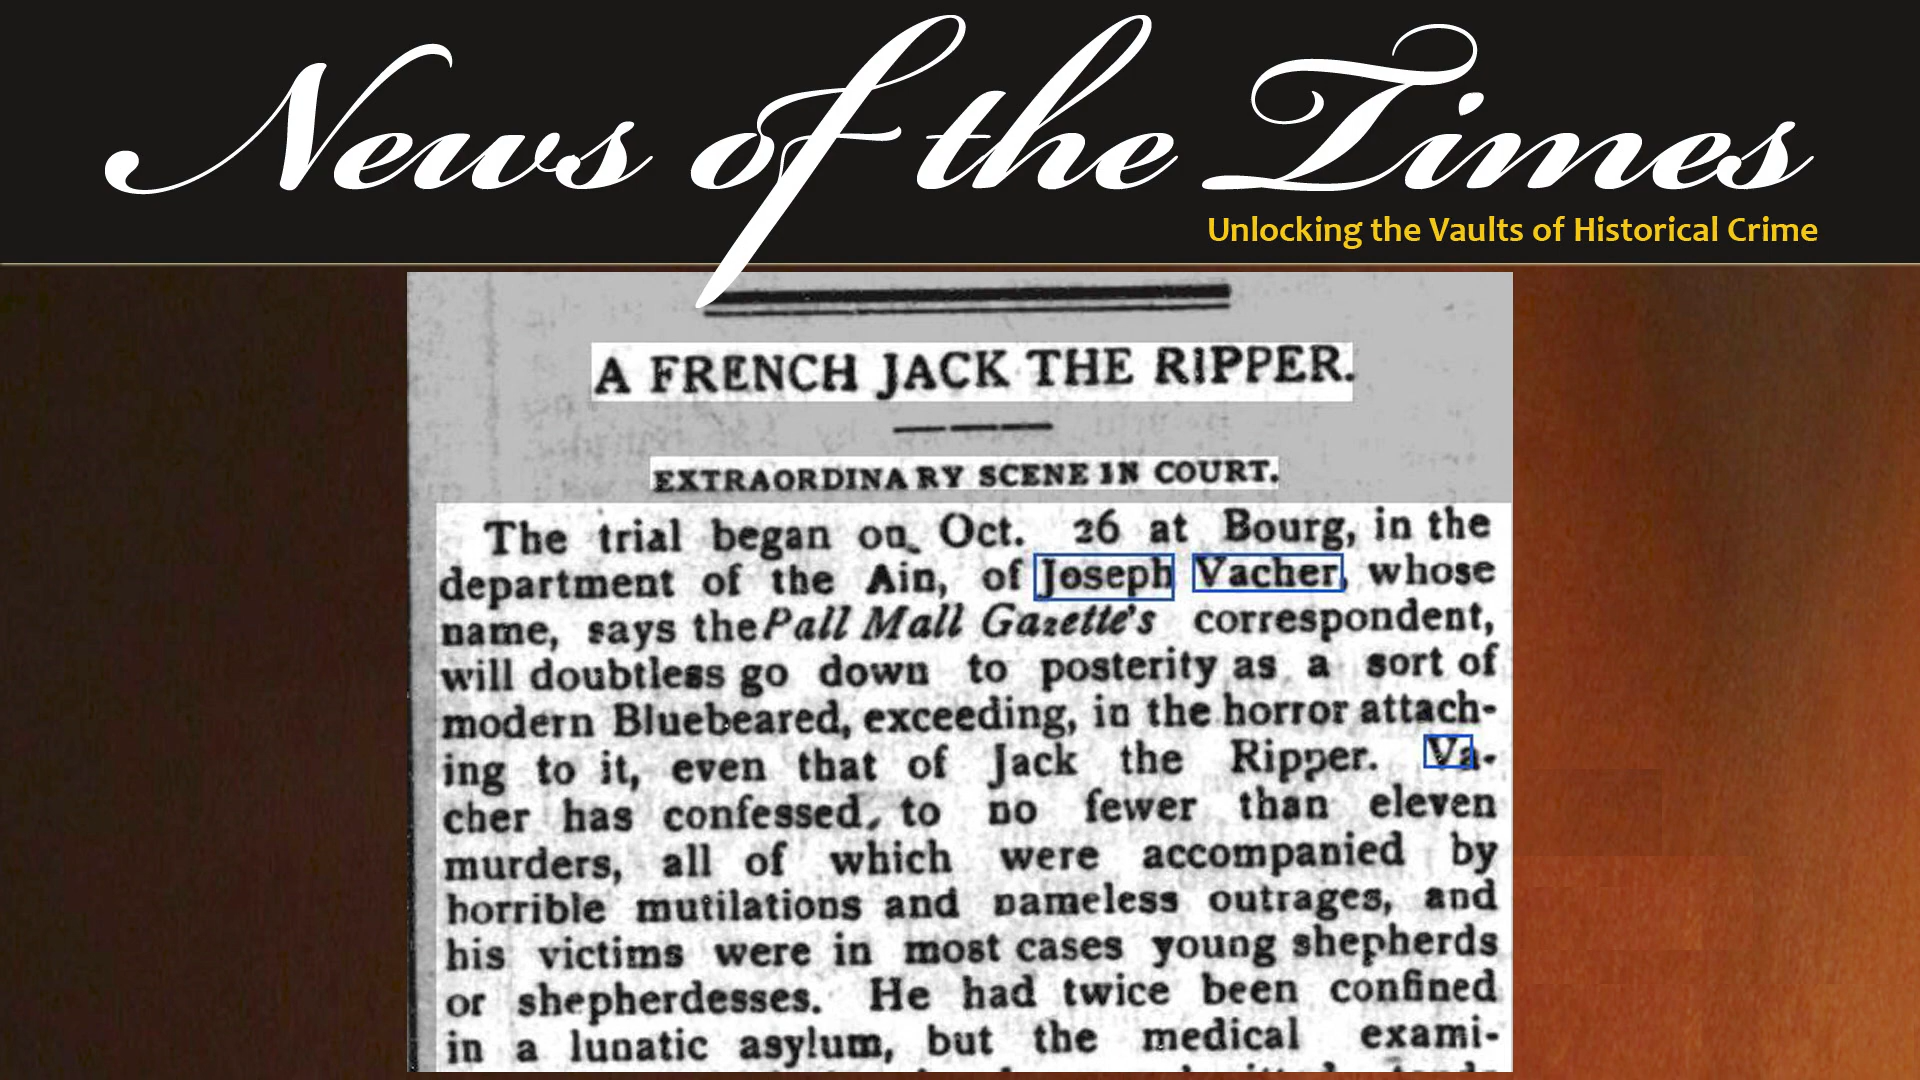 News of the Times
Unlocking the Vaults of Historical Crime
A FRENCH JACK THE RIPPER.
EXTRAORDINARY SCENE IN COURT.
The trial began on Oct. 26 at Bourg, in the
department of the Ain, of Joseph Vacher, whose
name, says the Pall Mall Gazette's correspondent,
will doubtless go down to posterity as a sort of
modern Bluebeared, exceeding, in the horror attach-
ing to it, even that of Jack the Ripper. Va-
cher has confessed, to no fewer than eleven
murders, all of which were accompanied by
horrible mutilations and nameless outrages, and
his victims were in most cases young shepherds
or shepherdesses. He had twice been confined
in a lunatic asylum, but the medical exami-